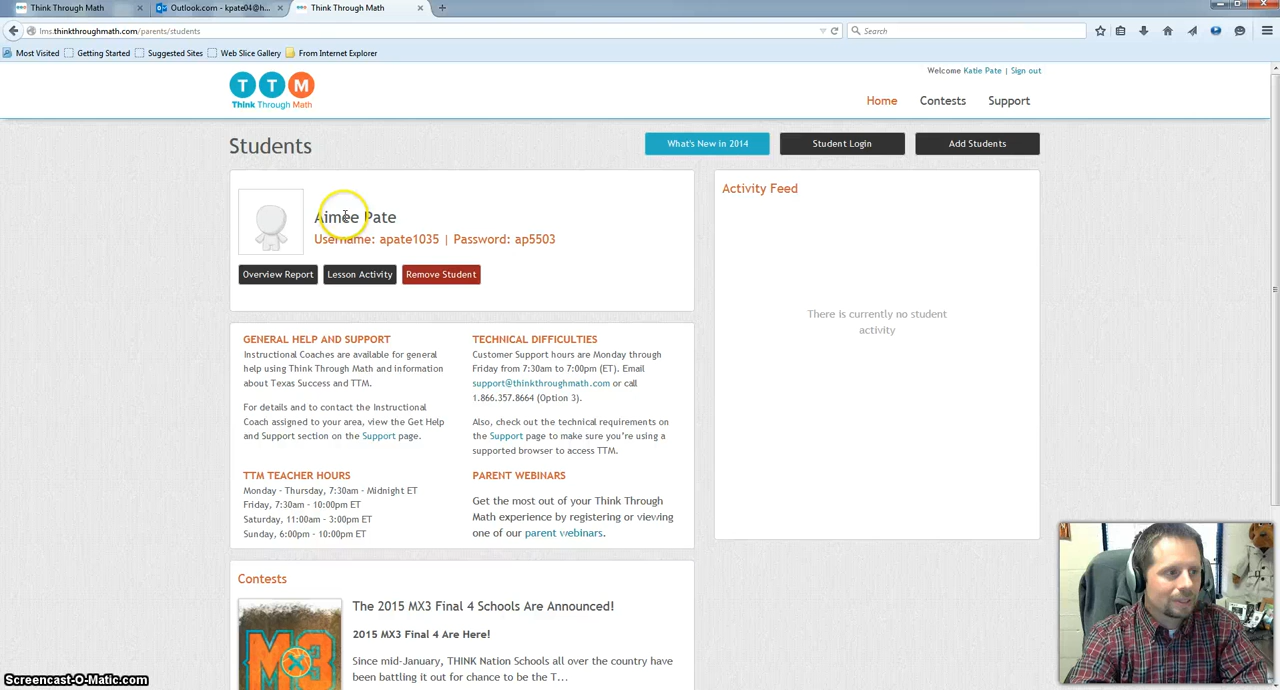 Think Through Math
Outlook.com - kpate04@h...
Think Through Math
lms.thinkthroughmath.com/parents/students
Search
Most Visited
Getting Started
Suggested Sites
Web Slice Gallery
From Internet Explorer
Welcome Katie Pate | Sign out
T T M
Think Through Math
Home
Contests
Support
Students
What's New in 2014
Student Login
Add Students
Aimee Pate
Username: apate1035 | Password: ap5503
Overview Report
Lesson Activity
Remove Student
Activity Feed
There is currently no student
activity
GENERAL HELP AND SUPPORT
Instructional Coaches are available for general
help using Think Through Math and information
about Texas Success and TTM.
For details and to contact the Instructional
Coach assigned to your area, view the Get Help
and Support section on the Support page.
TECHNICAL DIFFICULTIES
Customer Support hours are Monday through
Friday from 7:30am to 7:00pm (ET). Email
support@thinkthroughmath.com or call
1.866.357.8664 (Option 3).
Also, check out the technical requirements on
the Support page to make sure you're using a
supported browser to access TTM.
TTM TEACHER HOURS
Monday - Thursday, 7:30am - Midnight ET
Friday, 7:30am - 10:00pm ET
Saturday, 11:00am - 3:00pm ET
Sunday, 6:00pm - 10:00pm ET
PARENT WEBINARS
Get the most out of your Think Through
Math experience by registering or viewing
one of our parent webinars.
Contests
The 2015 MX3 Final 4 Schools Are Announced!
2015 MX3 Final 4 Are Here!
Since mid-January, THINK Nation Schools all over the country have
been battling it out for chance to be the T...
M3
X
Screencast-O-Matic.com